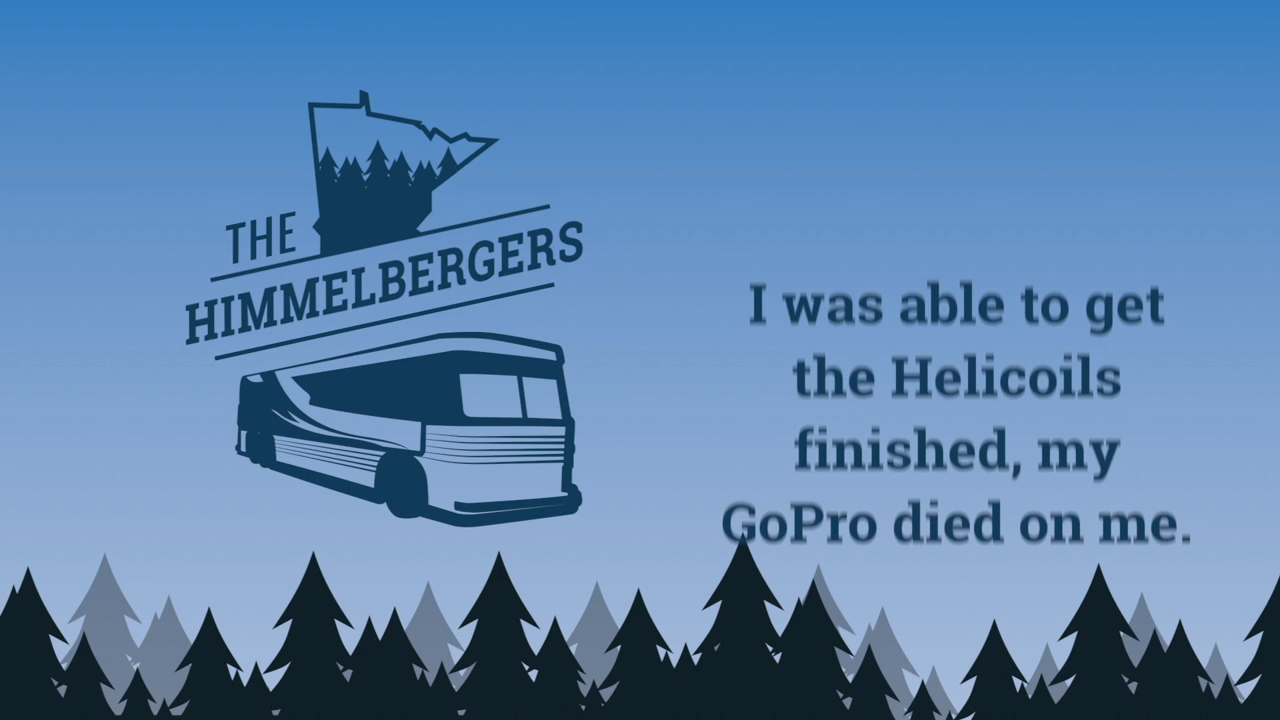 THE
HIMMELBERGERS
I was able to get
the Helicoils
finished, my
GoPro died on me.